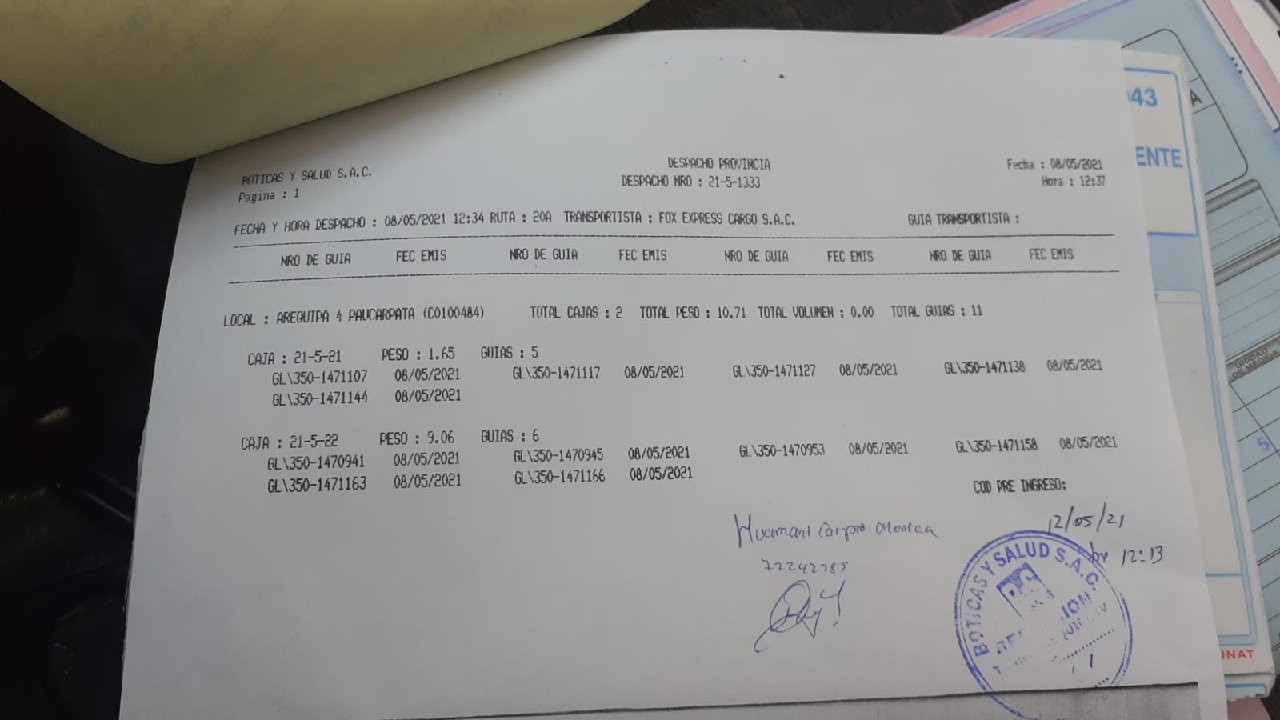 BOTICAS Y SALUD S.A.C.
DESPACHO PROVINCIA
Fecha : 08/05/2021
Pagina : 1
DESPACHO NRO : 21-5-1333
Hora : 12:37
FECHA Y HORA DESPACHO : 08/05/2021 12:34 RUTA : 20A TRANSPORTISTA : FOX EXPRESS CARGO S.A.C. GUIA TRANSPORTISTA :
NRO DE GUIA FEC EMIS NRO DE GUIA FEC EMIS NRO DE GUIA FEC EMIS NRO DE GUIA FEC EMIS
LOCAL : AREQUIPA 4 PAUCARPATA (C0100484) TOTAL CAJAS : 2 TOTAL PESO : 10.71 TOTAL VOLUMEN : 0.00 TOTAL GUIAS : 11
CAJA : 21-5-21 PESO : 1.65 GUIAS : 5
GL\350-1471107 08/05/2021 GL\350-1471117 08/05/2021 GL\350-1471127 08/05/2021 GL\350-1471138 08/05/2021
GL\350-1471144 08/05/2021
CAJA : 21-5-22 PESO : 9.06 GUIAS : 6
GL\350-1470941 08/05/2021 GL\350-1470945 08/05/2021 GL\350-1470953 08/05/2021 GL\350-1471158 08/05/2021
GL\350-1471163 08/05/2021 GL\350-1471166 08/05/2021
COD PRE INGRESO:
12/05/21
Huamani
72242785
12:13
BOTICAS Y SALUD S.A.C.
043
ENTE
UNAT